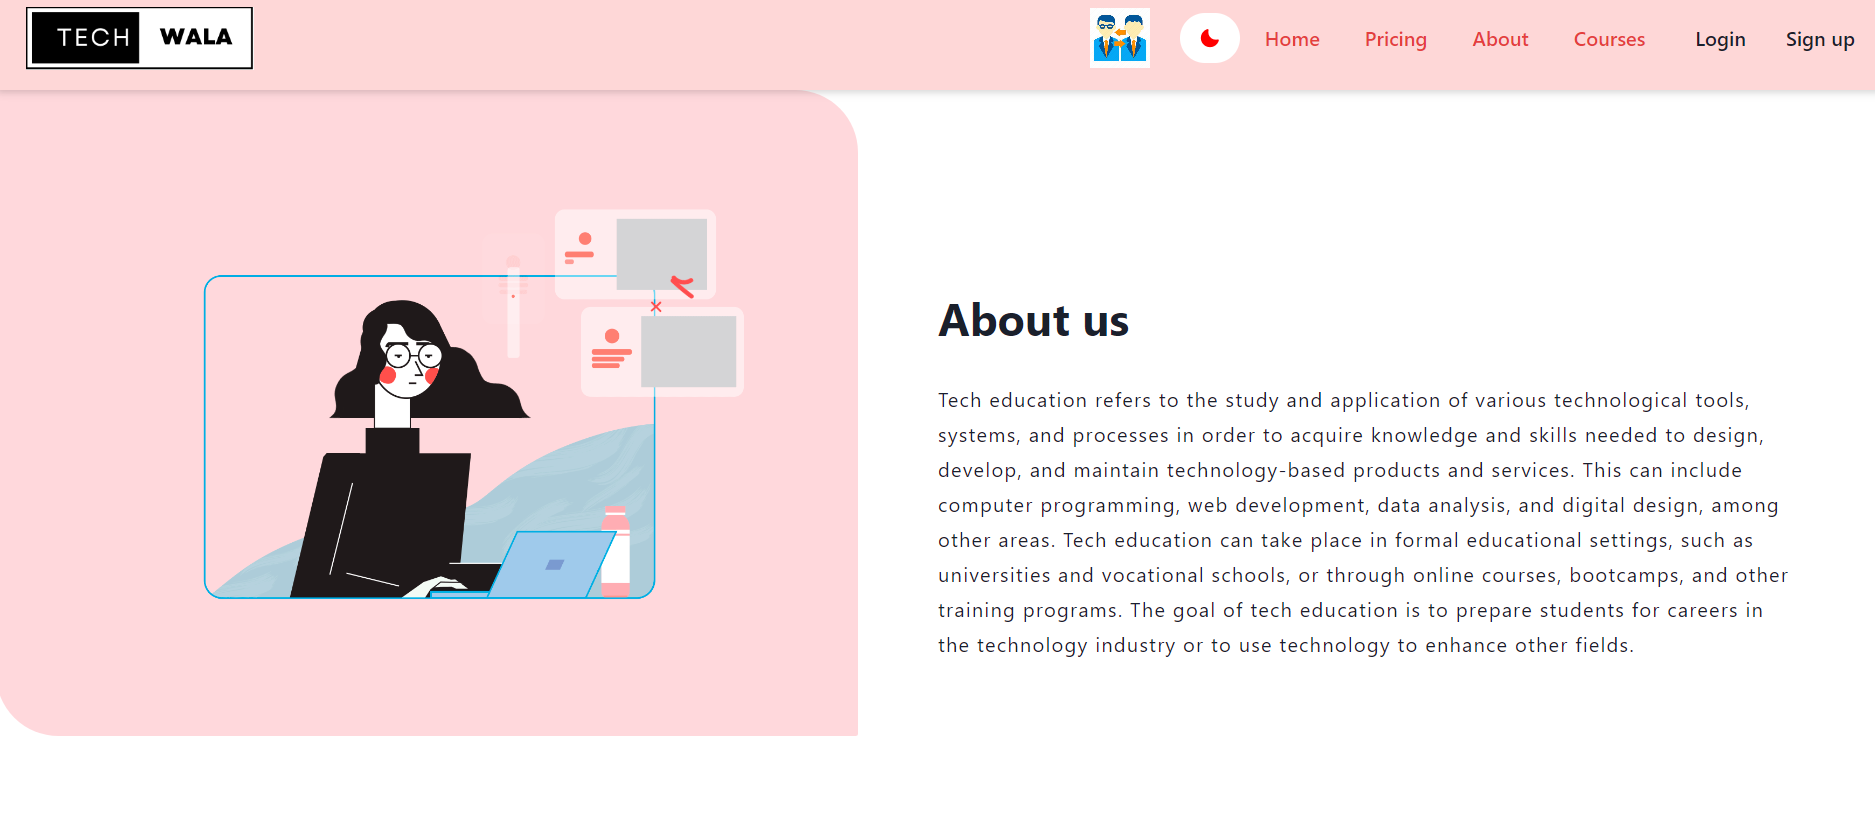 TECH WALA
Home Pricing About Courses Login Sign up
About us
Tech education refers to the study and application of various technological tools,
systems, and processes in order to acquire knowledge and skills needed to design,
develop, and maintain technology-based products and services. This can include
computer programming, web development, data analysis, and digital design, among
other areas. Tech education can take place in formal educational settings, such as
universities and vocational schools, or through online courses, bootcamps, and other
training programs. The goal of tech education is to prepare students for careers in
the technology industry or to use technology to enhance other fields.